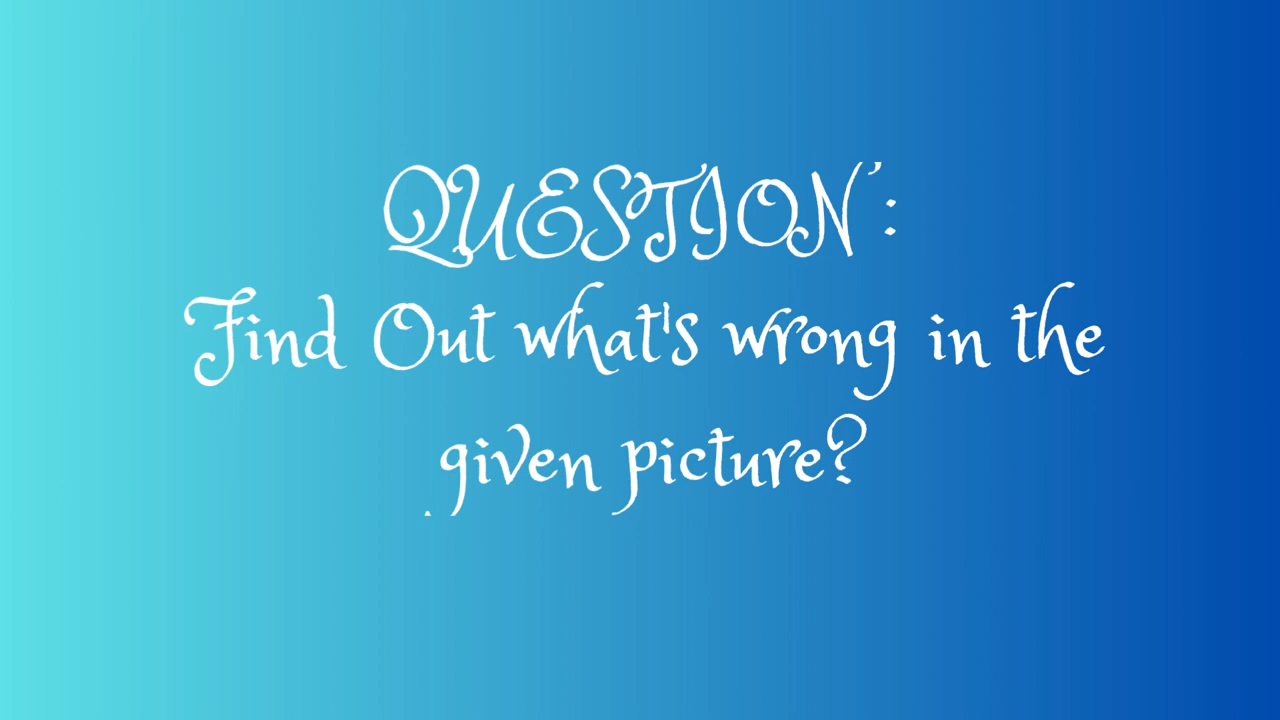 QUESTION :
Find Out what's wrong in the
given picture?